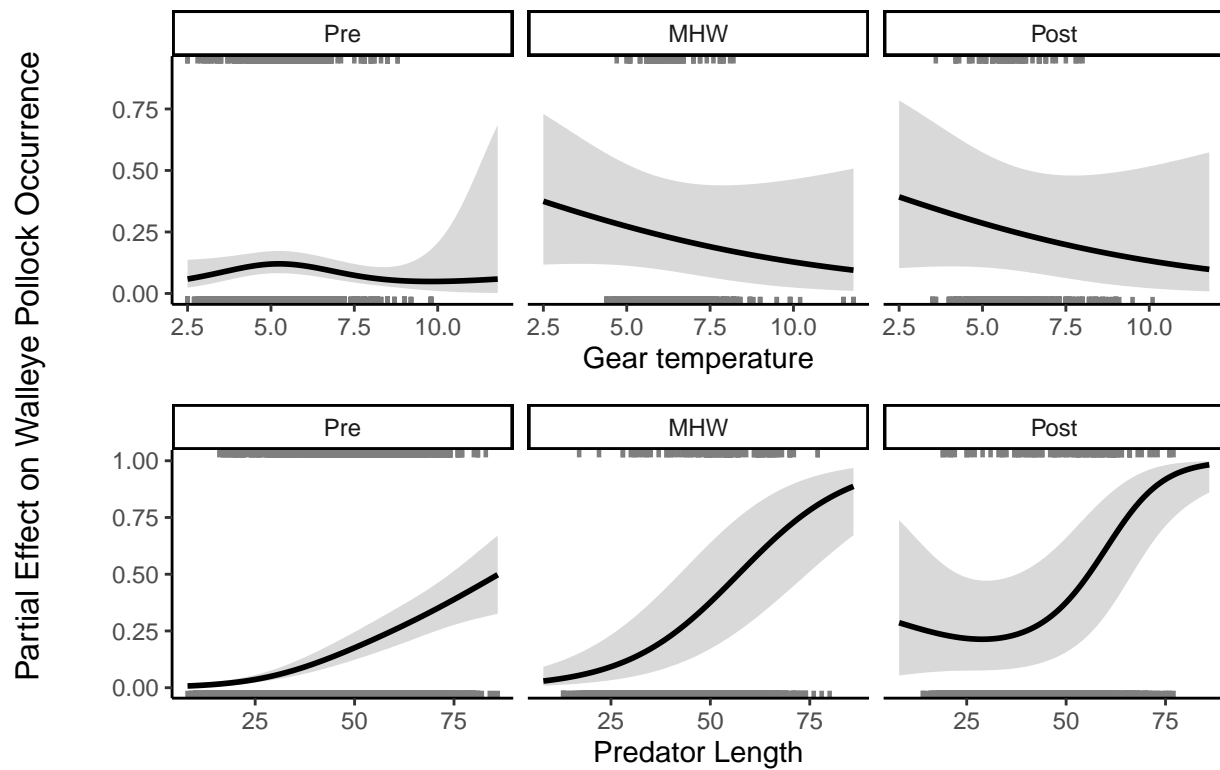 Partial Effect on Walleye Pollock Occurrence
Pre MHW Post
0.75
0.50
0.25
0.00
2.5 5.0 7.5 10.0 2.5 5.0 7.5 10.0 2.5 5.0 7.5 10.0
Gear temperature
Pre MHW Post
1.00
0.75
0.50
0.25
0.00
25 50 75 25 50 75 25 50 75
Predator Length